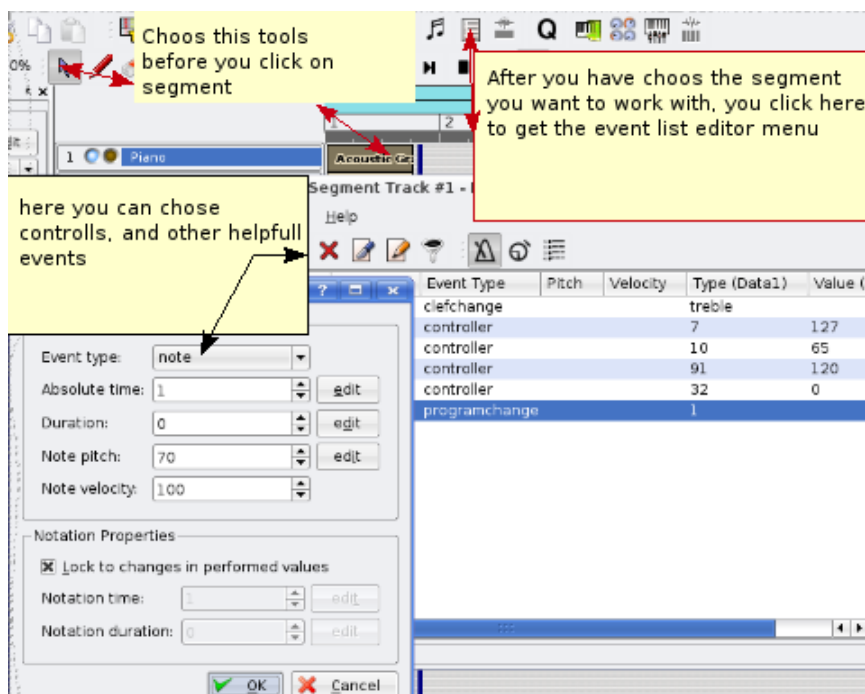 Choos this tools
before you click on
segment
Q
0%
After you have choos the segment
you want to work with, you click here
to get the event list editor menu
1 2
1 Piano
Acoustic Gr
Segment Track #1 -
here you can chose
controlls, and other helpfull
events
Help
Event Type Pitch Velocity Type (Data1) Value (
clefchange treble
controller 7 127
controller 10 65
controller 91 120
controller 32 0
programchange 1
Event type: note
Absolute time: 1 edit
Duration: 0 edit
Note pitch: 70 edit
Note velocity: 100
Notation Properties
Lock to changes in performed values
Notation time: 1 edit
Notation duration: 0 edit
OK Cancel